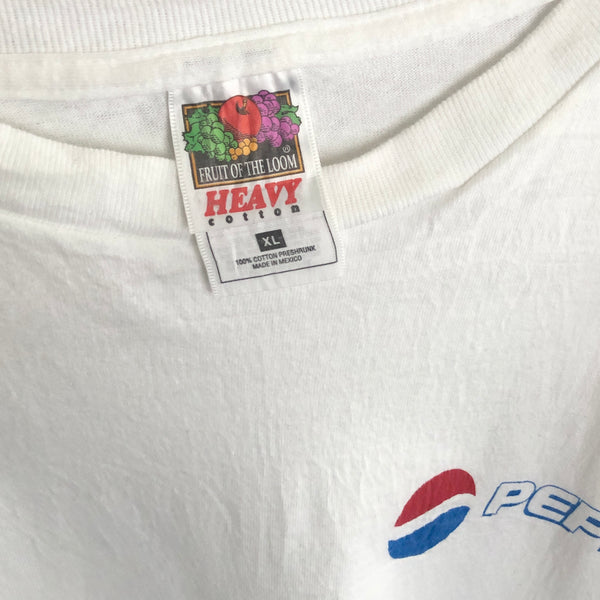 FRUIT OF THE LOOM
®
HEAVY
cotton
XL
100% COTTON PRESHRUNK
MADE IN MEXICO
PEP